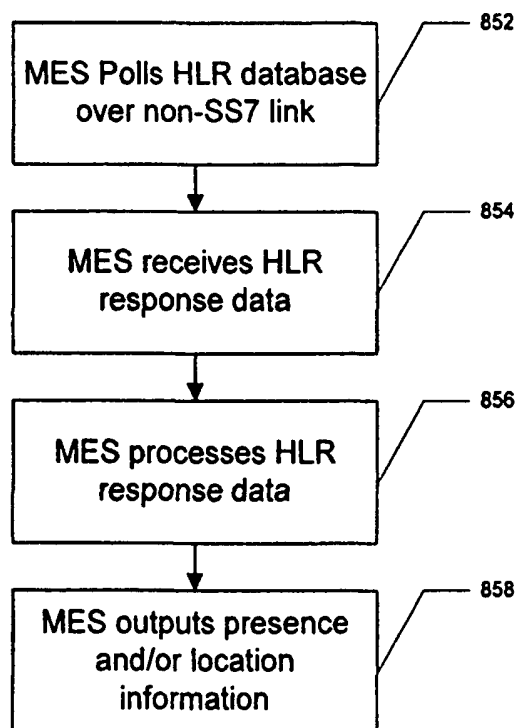 852
MES Polls HLR database
over non-SS7 link
854
MES receives HLR
response data
856
MES processes HLR
response data
858
MES outputs presence
and/or location
information